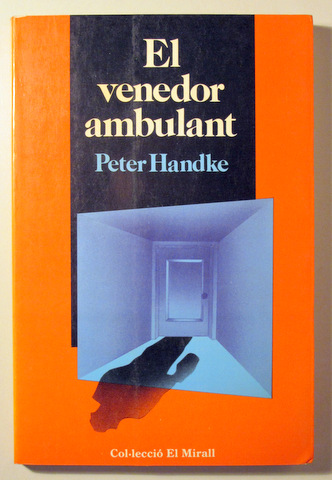 El
venedor
ambulant
Peter Handke
Col·lecció El Mirall